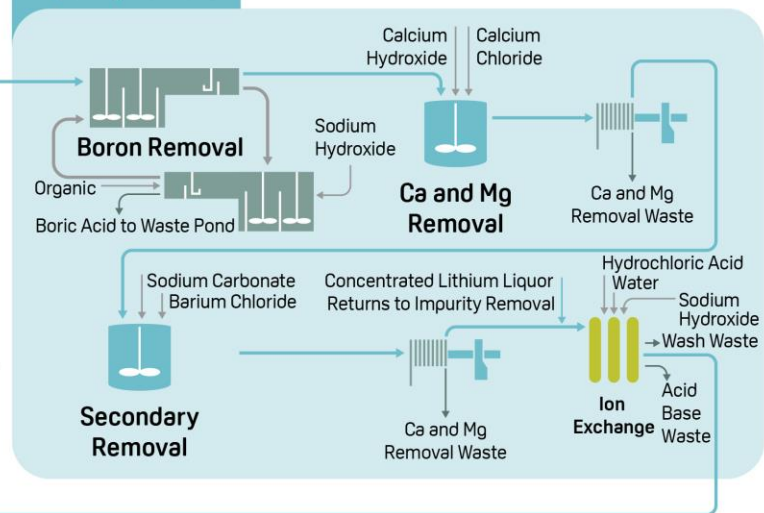 Calcium
Hydroxide
Calcium
Chloride
Boron Removal
Sodium
Hydroxide
Organic
Boric Acid to Waste Pond
Ca and Mg
Removal
Ca and Mg
Removal Waste
Sodium Carbonate
Barium Chloride
Secondary
Removal
Concentrated Lithium Liquor
Returns to Impurity Removal
Ca and Mg
Removal Waste
Hydrochloric Acid
Water
Sodium
Hydroxide
Wash Waste
Ion
Exchange
Acid
Base
Waste